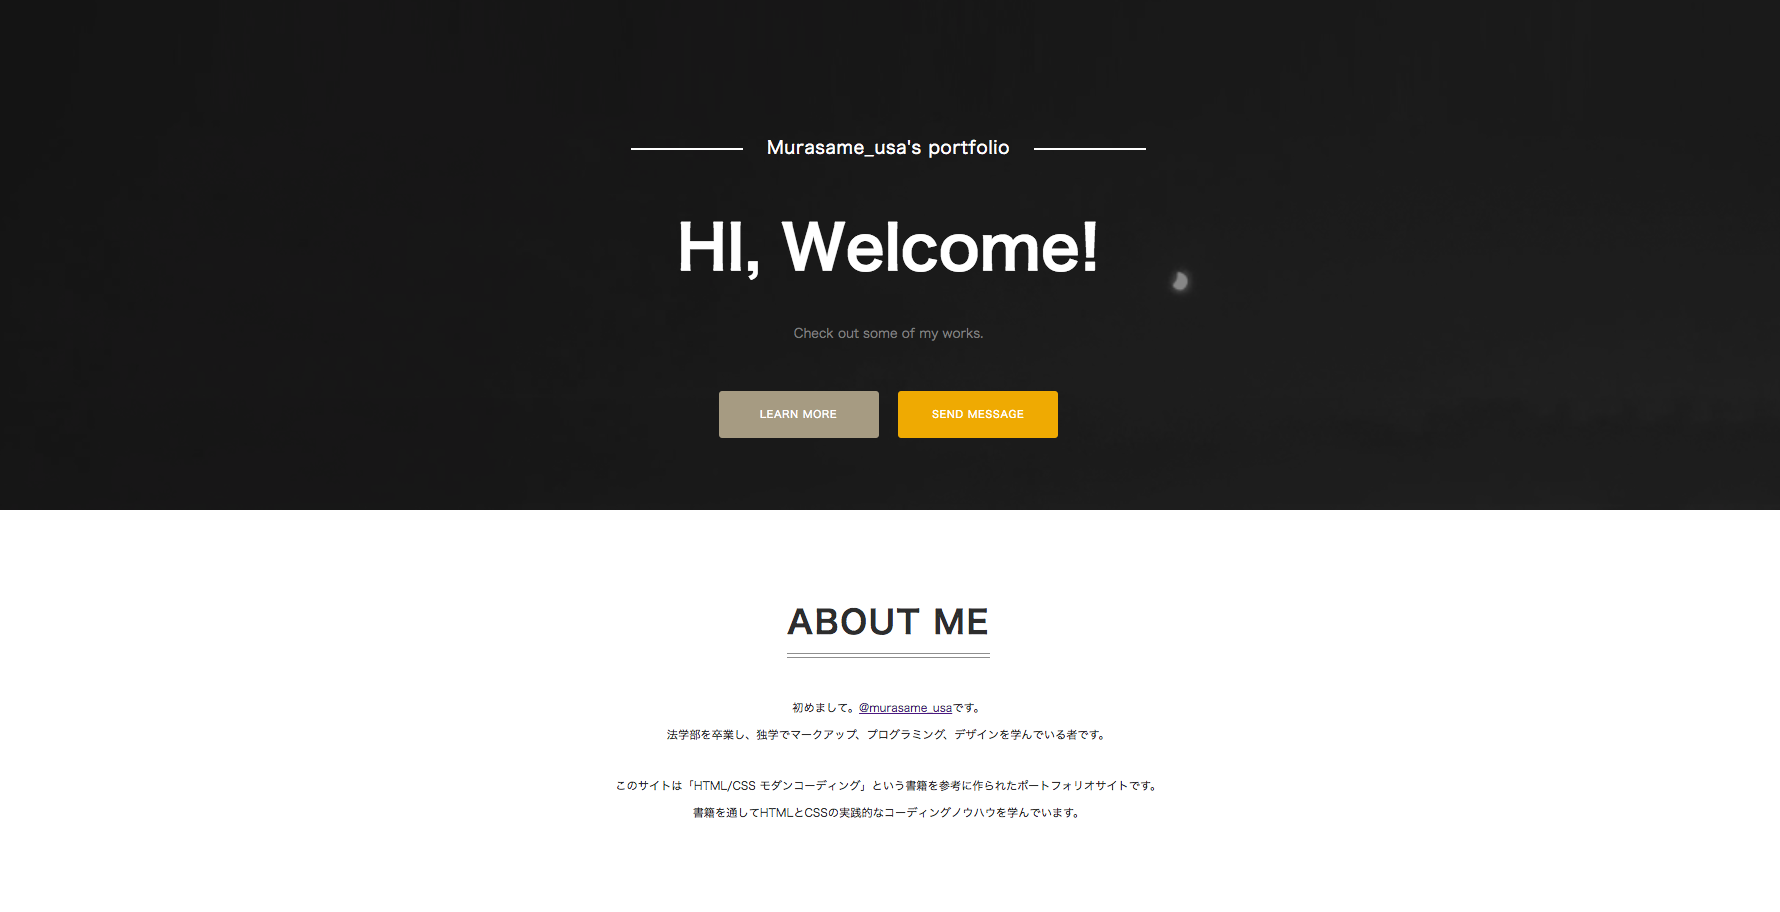 Murasame_usa's portfolio
HI, Welcome!
Check out some of my works.
LEARN MORE
SEND MESSAGE
ABOUT ME
初めまして。@murasame_usaです。
法学部を卒業し、独学でマークアップ、プログラミング、デザインを学んでいる者です。
このサイトは「HTML/CSS モダンコーディング」という書籍を参考に作られたポートフォリオサイトです。
書籍を通してHTMLとCSSの実践的なコーディングノウハウを学んでいます。